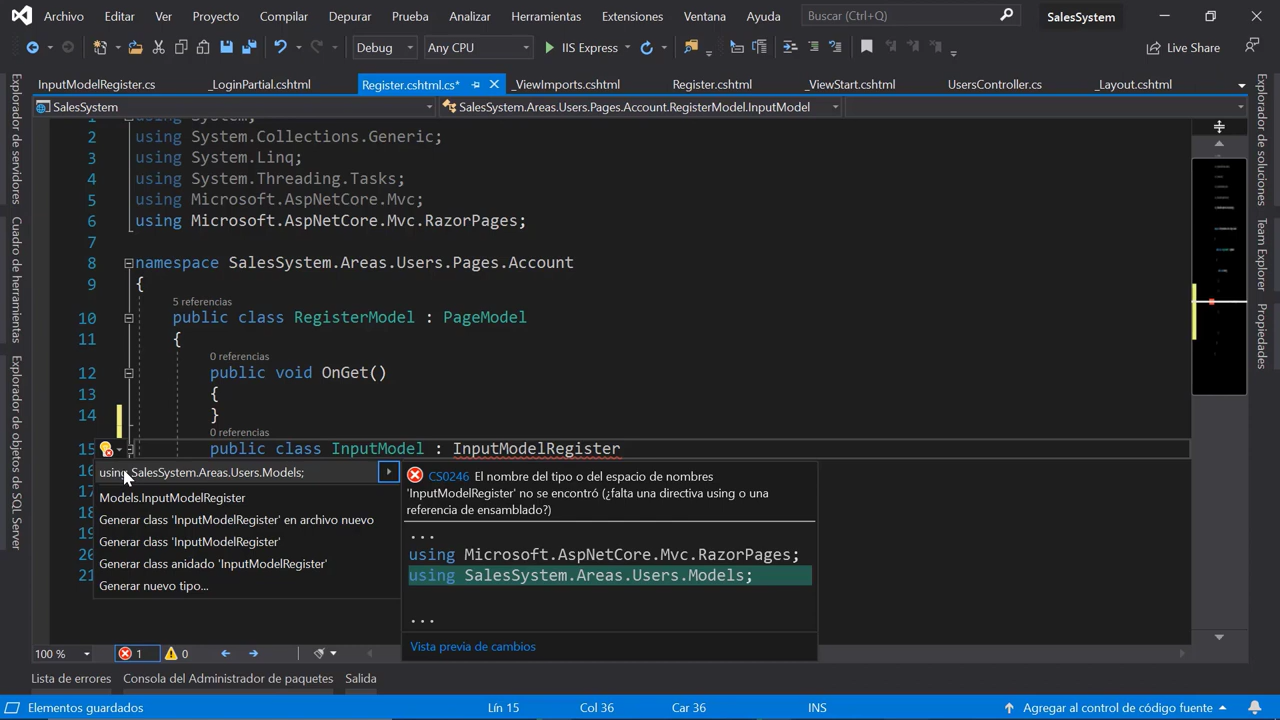 Archivo Editar Ver Proyecto Compilar Depurar Prueba Analizar Herramientas Extensiones Ventana Ayuda Buscar (Ctrl+Q) SalesSystem
Debug Any CPU IIS Express Live Share
InputModelRegister.cs _LoginPartial.cshtml Register.cshtml.cs* _ViewImports.cshtml Register.cshtml _ViewStart.cshtml UsersController.cs _Layout.cshtml
SalesSystem SalesSystem.Areas.Users.Pages.Account.RegisterModel.InputModel
Explorador de servidores
Cuadro de herramientas
Explorador de objetos de SQL Server
1 using System;
2 using System.Collections.Generic;
3 using System.Linq;
4 using System.Threading.Tasks;
5 using Microsoft.AspNetCore.Mvc;
6 using Microsoft.AspNetCore.Mvc.RazorPages;
7
8 namespace SalesSystem.Areas.Users.Pages.Account
9 {
5 referencias
10 public class RegisterModel : PageModel
11 {
0 referencias
12 public void OnGet()
13 {
14 }
0 referencias
15 public class InputModel : InputModelRegister
16
17
18
19
20
21
using SalesSystem.Areas.Users.Models;
Models.InputModelRegister
Generar class 'InputModelRegister' en archivo nuevo
Generar class 'InputModelRegister'
Generar class anidado 'InputModelRegister'
Generar nuevo tipo...
CS0246 El nombre del tipo o del espacio de nombres
'InputModelRegister' no se encontró (¿falta una directiva using o una
referencia de ensamblado?)
...
using Microsoft.AspNetCore.Mvc.RazorPages;
using SalesSystem.Areas.Users.Models;
...
Vista previa de cambios
Explorador de soluciones
Team Explorer
Propiedades
100 % 1 0
Lista de errores Consola del Administrador de paquetes Salida
Elementos guardados Lín 15 Col 36 Car 36 INS Agregar al control de código fuente